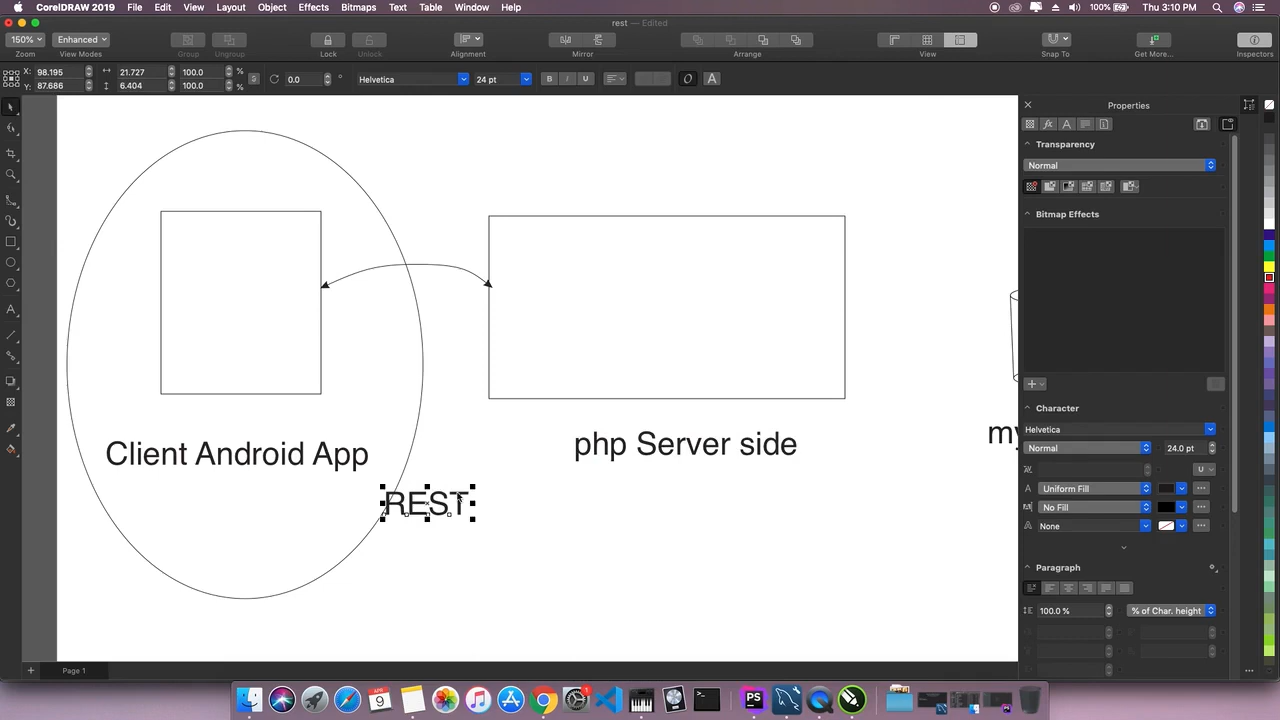 CorelDRAW 2019 File Edit View Layout Object Effects Bitmaps Text Table Window Help 100% Thu 3:10 PM
rest — Edited
150% Enhanced
Zoom View Modes Group Ungroup Lock Unlock Alignment Mirror Arrange View Snap To Get More... Inspectors
X: 98.195 21.727 100.0 % 0.0 ° Helvetica 24 pt B I U O A
Y: 87.686 6.404 100.0 %
Properties
Transparency
Normal
Bitmap Effects
Client Android App
php Server side
my
REST
Character
Helvetica
Normal 24.0 pt
U
A Uniform Fill
No Fill
None
Paragraph
100.0 % % of Char. height
Page 1
APR
9
1
PS